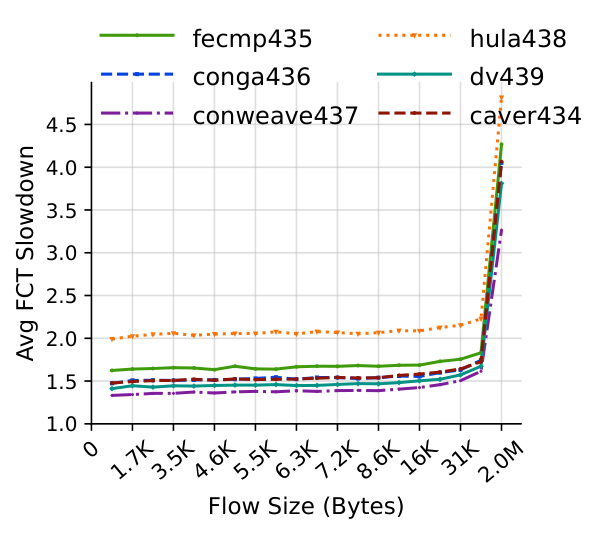 fecmp435
hula438
conga436
dv439
conweave437
caver434
Avg FCT Slowdown
4.5
4.0
3.5
3.0
2.5
2.0
1.5
1.0
0
1.7K
3.5K
4.6K
5.5K
6.3K
7.2K
8.6K
16K
31K
2.0M
Flow Size (Bytes)